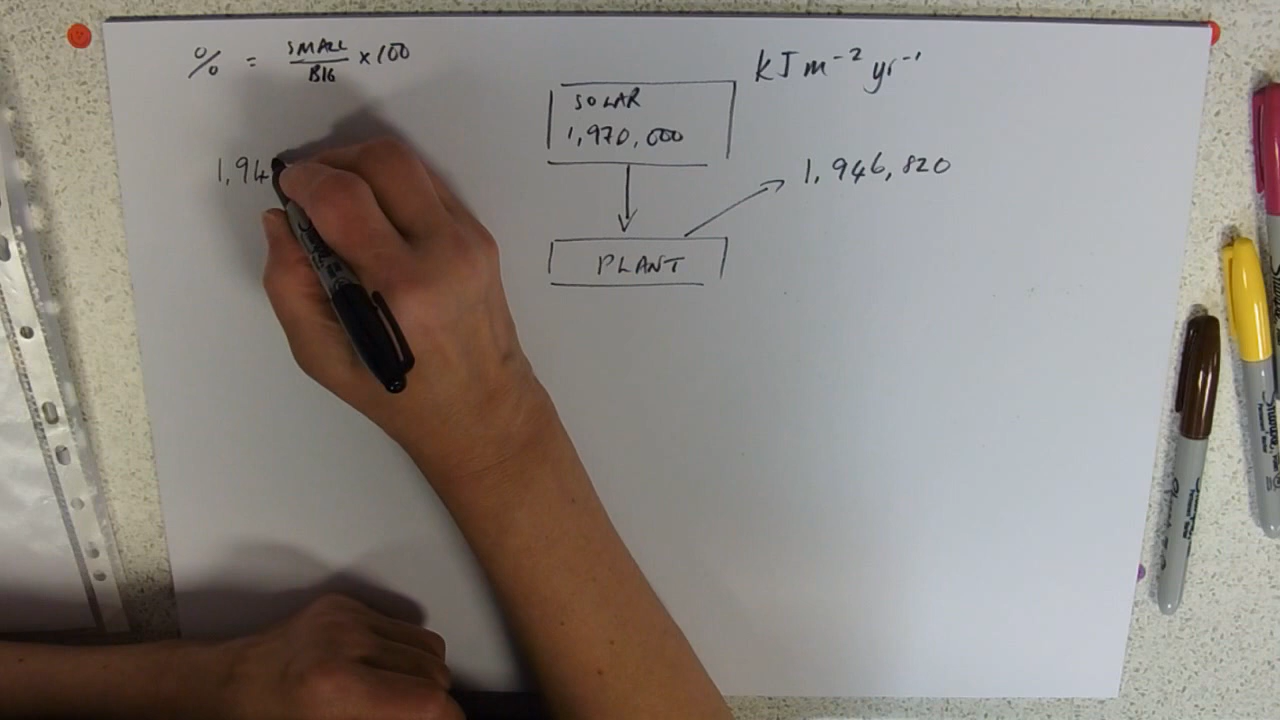 % = SMALL / BIG × 100
kJ m⁻² yr⁻¹
SOLAR
1,970,000
1,94
1,946,820
PLANT